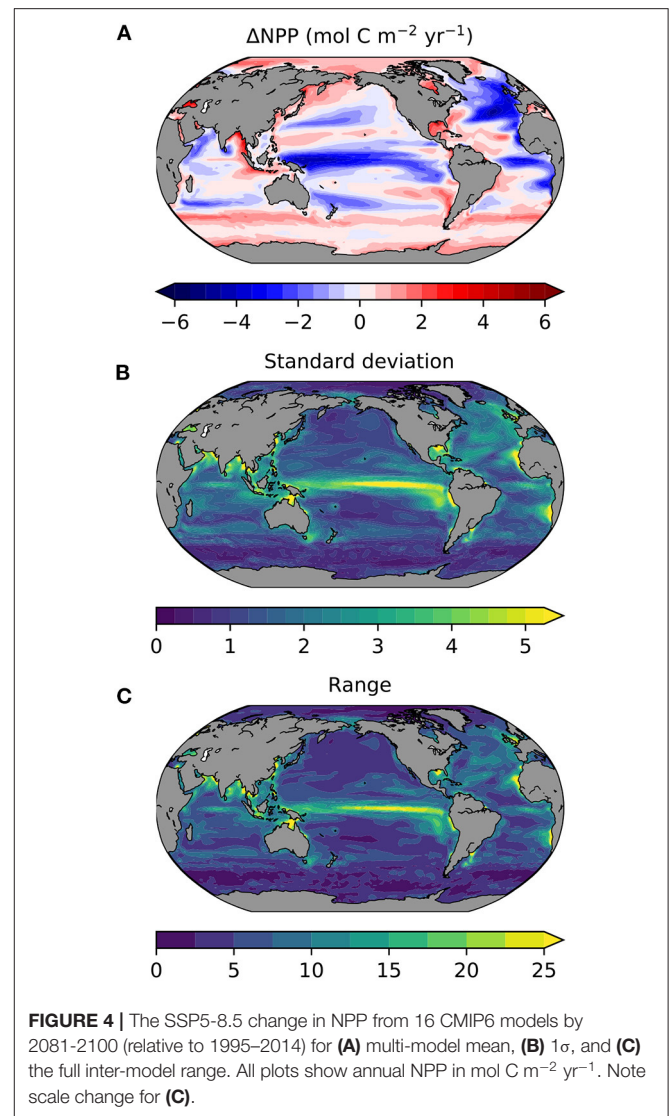 A
ΔNPP (mol C m⁻² yr⁻¹)
−6 −4 −2 0 2 4 6
B
Standard deviation
0 1 2 3 4 5
C
Range
0 5 10 15 20 25
FIGURE 4 | The SSP5-8.5 change in NPP from 16 CMIP6 models by
2081-2100 (relative to 1995–2014) for (A) multi-model mean, (B) 1σ, and (C)
the full inter-model range. All plots show annual NPP in mol C m⁻² yr⁻¹. Note
scale change for (C).